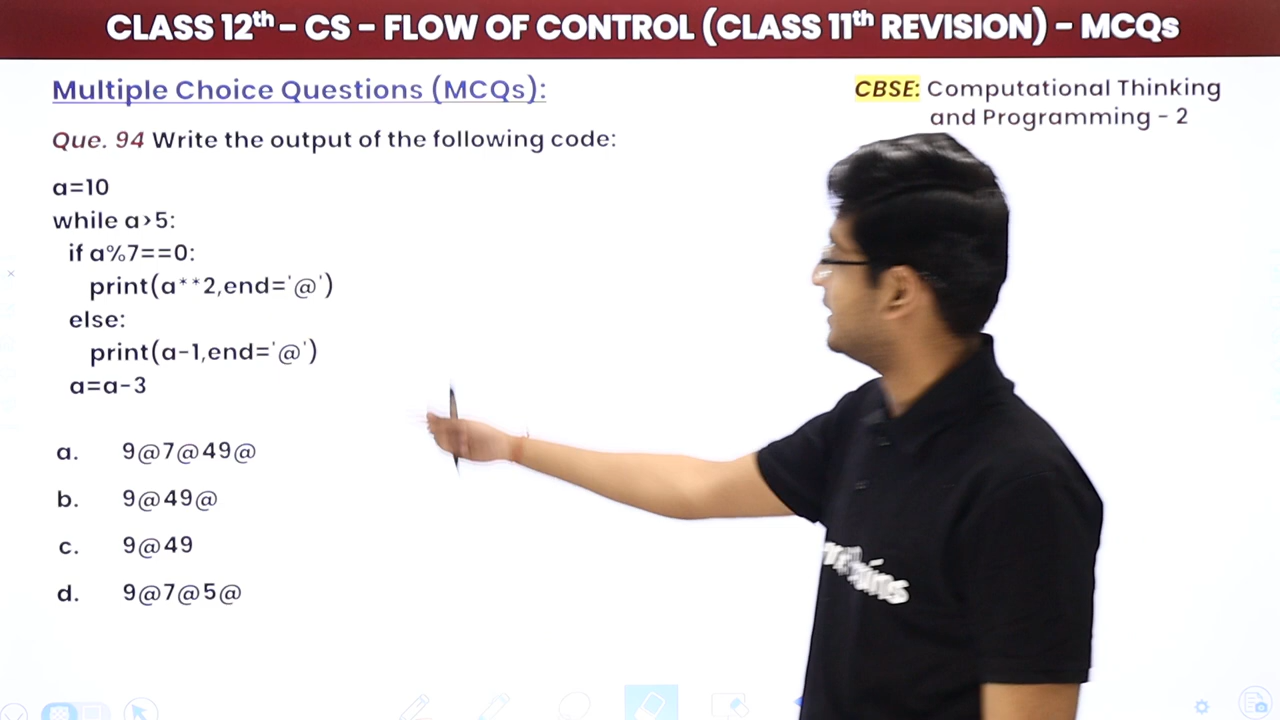 CLASS 12th - CS - FLOW OF CONTROL (CLASS 11th REVISION) - MCQs
Multiple Choice Questions (MCQs):
CBSE: Computational Thinking
and Programming - 2
Que. 94 Write the output of the following code:
a=10
while a>5:
if a%7==0:
print(a**2,end='@')
else:
print(a-1,end='@')
a=a-3
a. 9@7@49@
b. 9@49@
c. 9@49
d. 9@7@5@